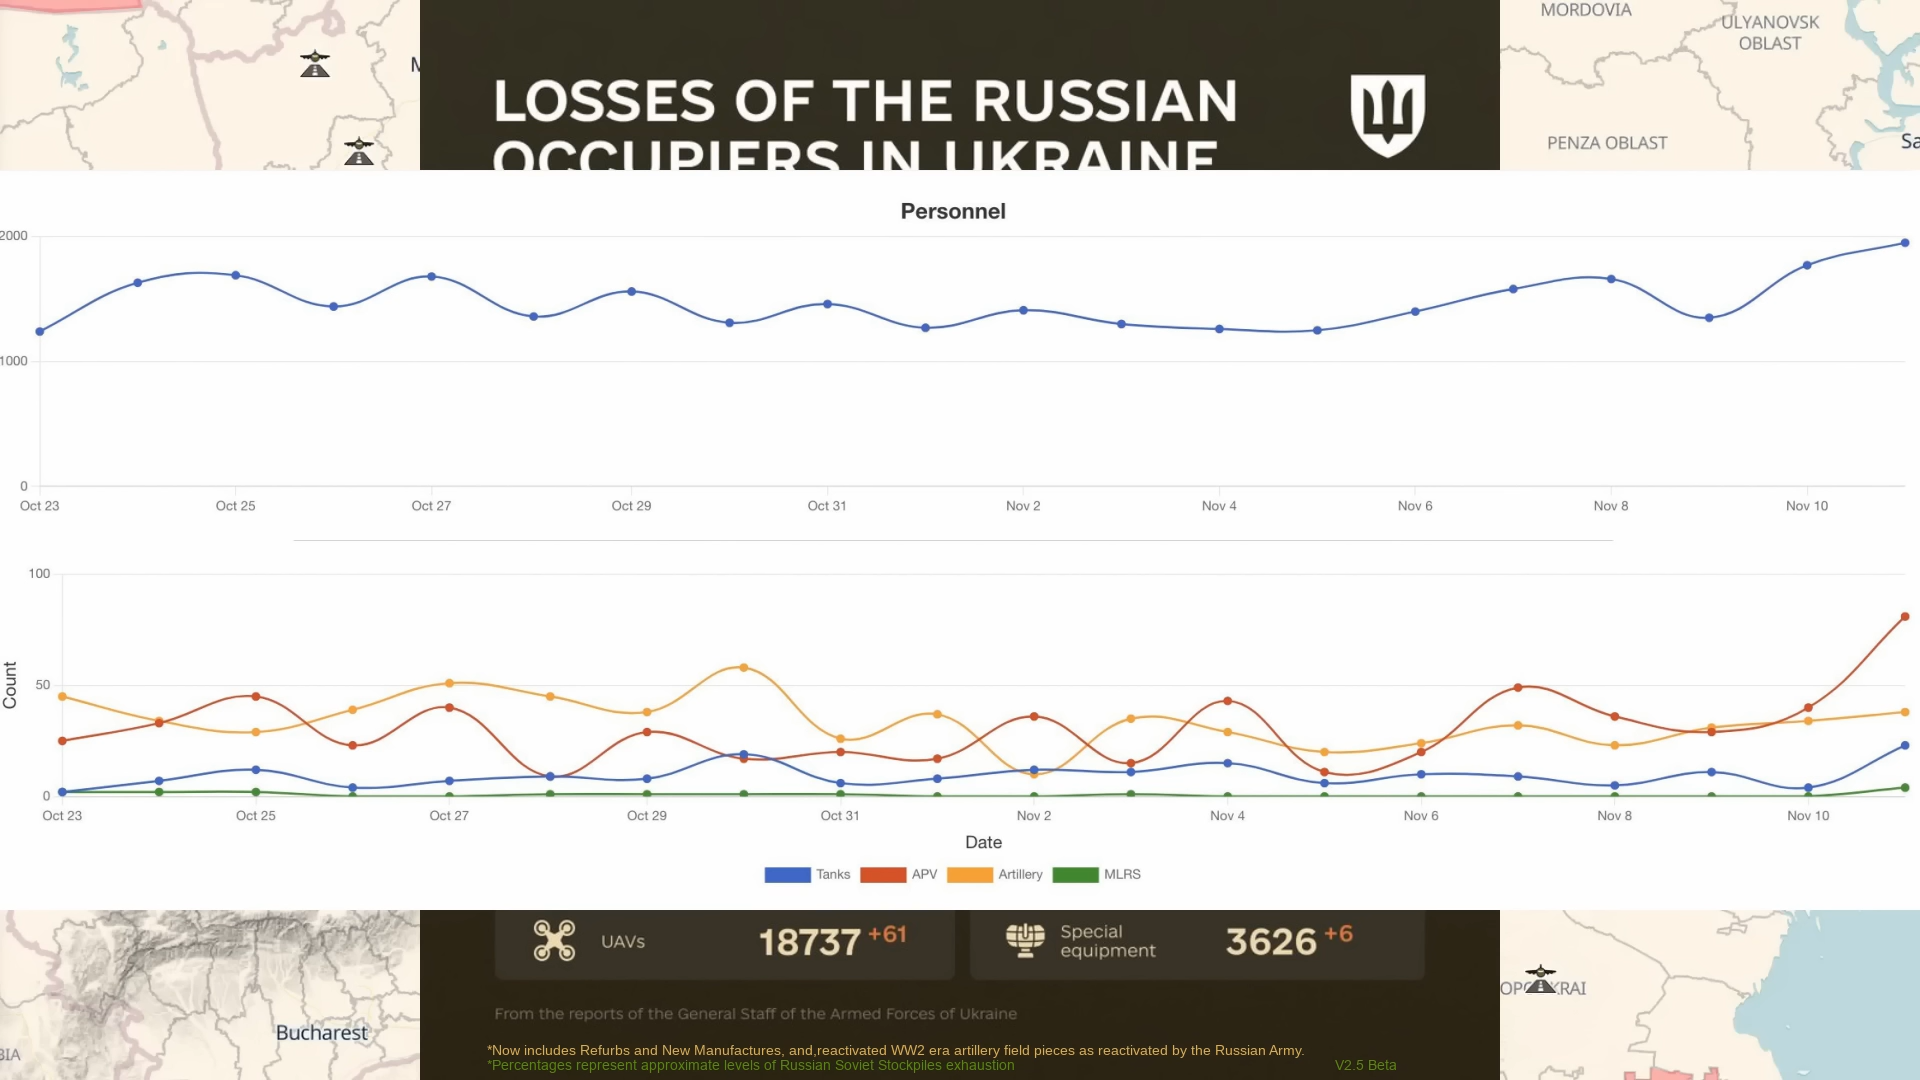 MORDOVIA
ULYANOVSK
OBLAST
PENZA OBLAST
Sa
M
LOSSES OF THE RUSSIAN
OCCUPIERS IN UKRAINE
Personnel
2000
1000
0
Oct 23 Oct 25 Oct 27 Oct 29 Oct 31 Nov 2 Nov 4 Nov 6 Nov 8 Nov 10
100
50
0
Count
Oct 23 Oct 25 Oct 27 Oct 29 Oct 31 Nov 2 Nov 4 Nov 6 Nov 8 Nov 10
Date
Tanks APV Artillery MLRS
UAVs 18737 +61
Special
equipment 3626 +6
From the reports of the General Staff of the Armed Forces of Ukraine
*Now includes Refurbs and New Manufactures, and,reactivated WW2 era artillery field pieces as reactivated by the Russian Army.
*Percentages represent approximate levels of Russian Soviet Stockpiles exhaustion V2.5 Beta
Bucharest
BIA